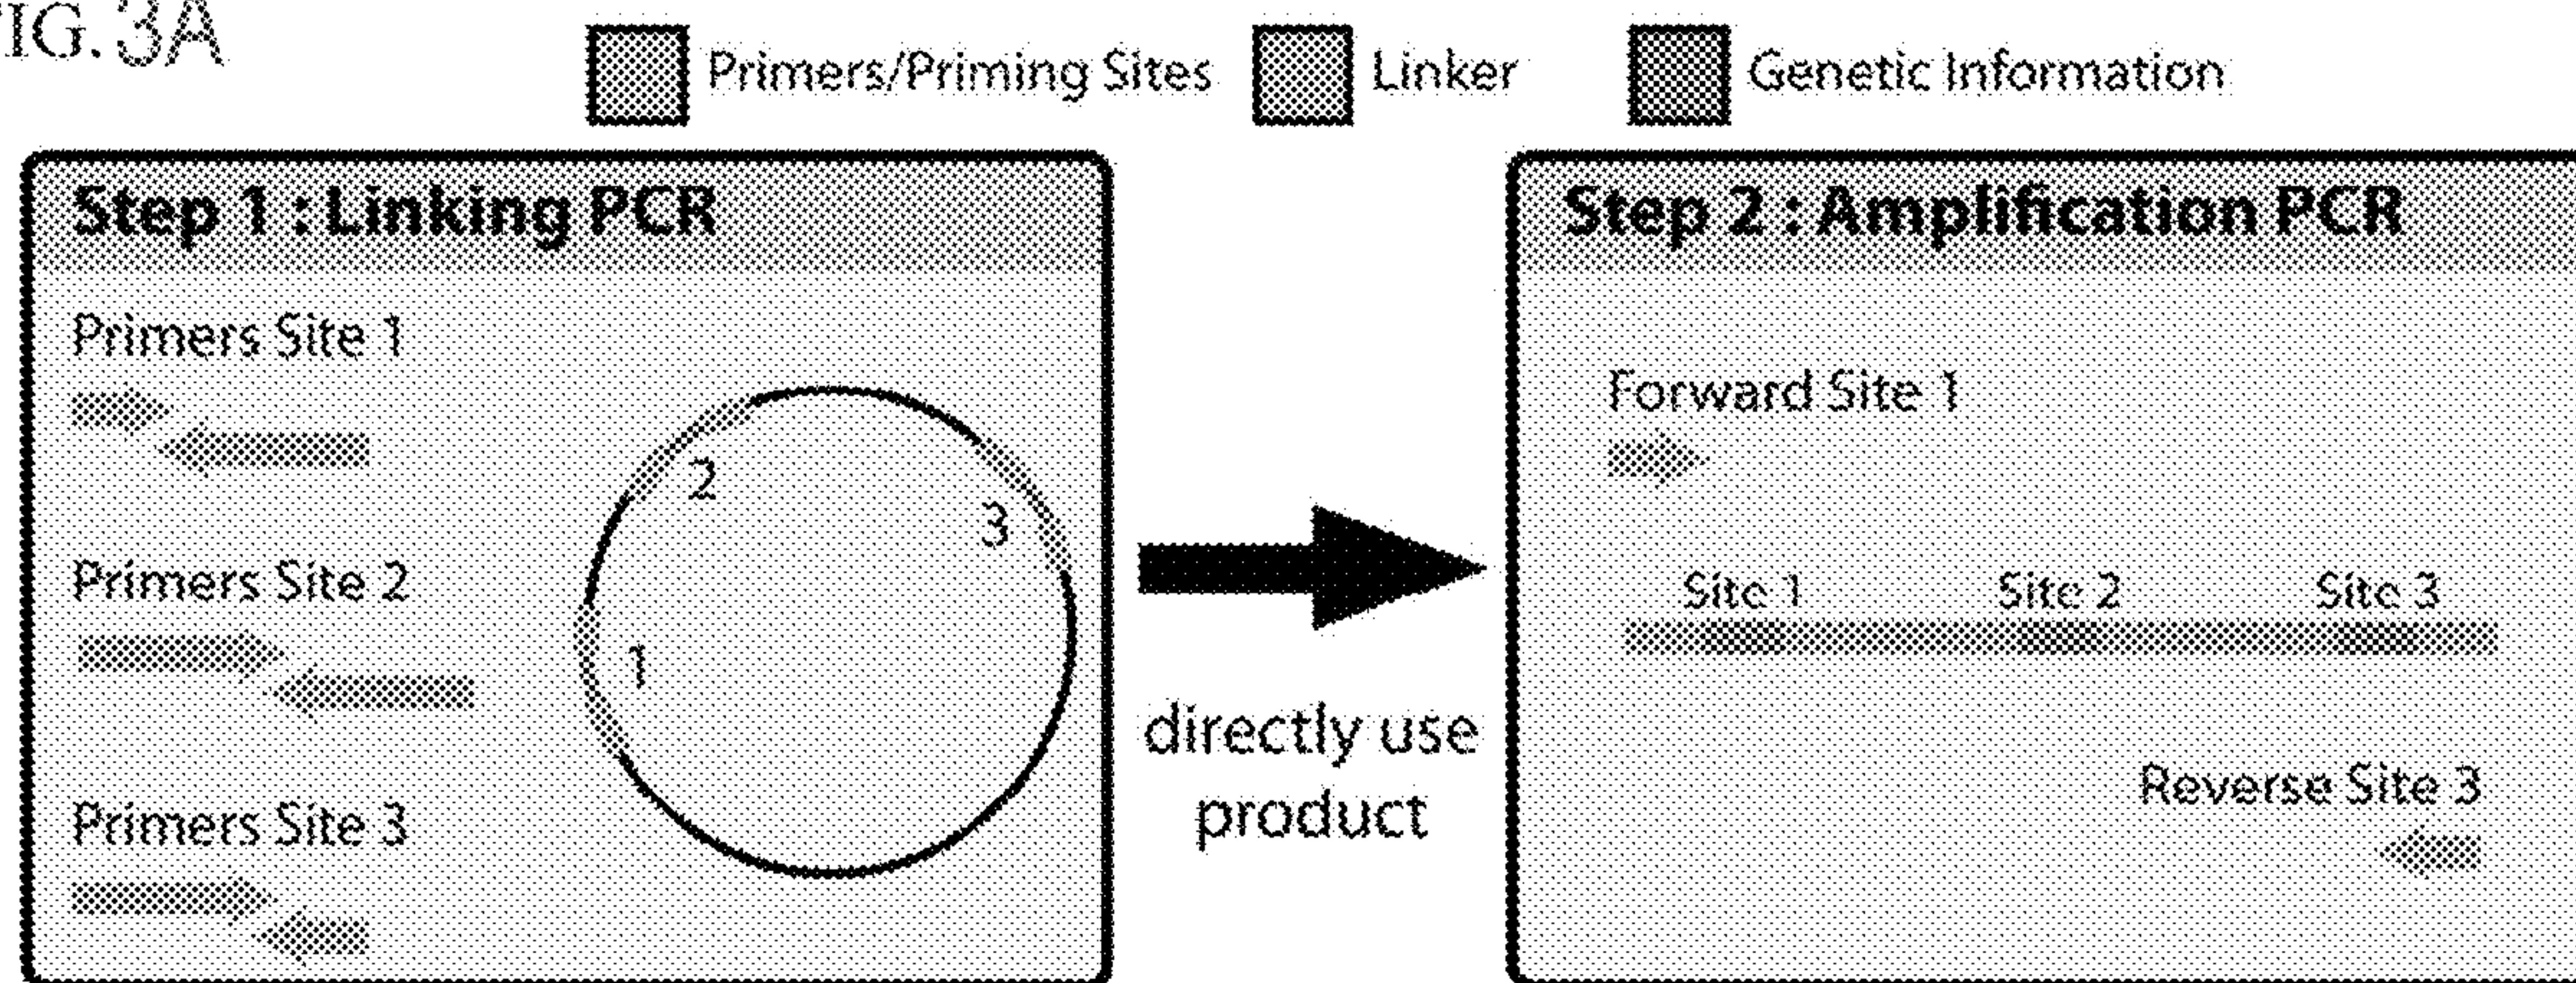 FIG. 3A
Primers/Priming Sites Linker Genetic Information
Step 1 : Linking PCR
Primers Site 1
Primers Site 2
Primers Site 3
2
3
1
directly use
product
Step 2 : Amplification PCR
Forward Site 1
Site 1 Site 2 Site 3
Reverse Site 3